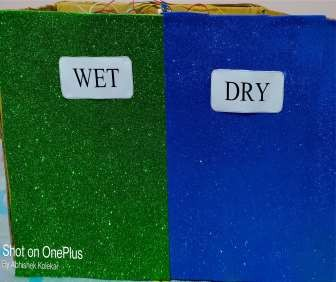 WET
DRY
Shot on OnePlus
By Abhishek Kolekar